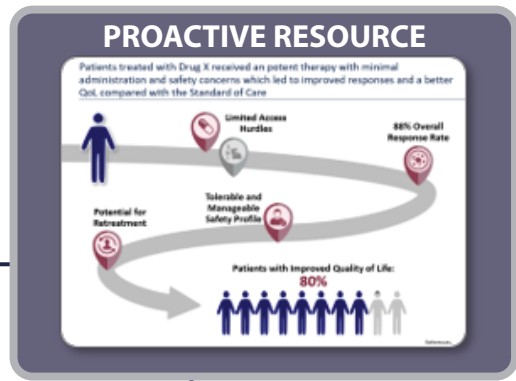 PROACTIVE RESOURCE
Patients treated with Drug X received an potent therapy with minimal
administration and safety concerns which led to improved responses and a better
QoL compared with the Standard of Care
Limited Access
Hurdles
88% Overall
Response Rate
Tolerable and
Manageable
Safety Profile
Potential for
Retreatment
Patients with Improved Quality of Life:
80%